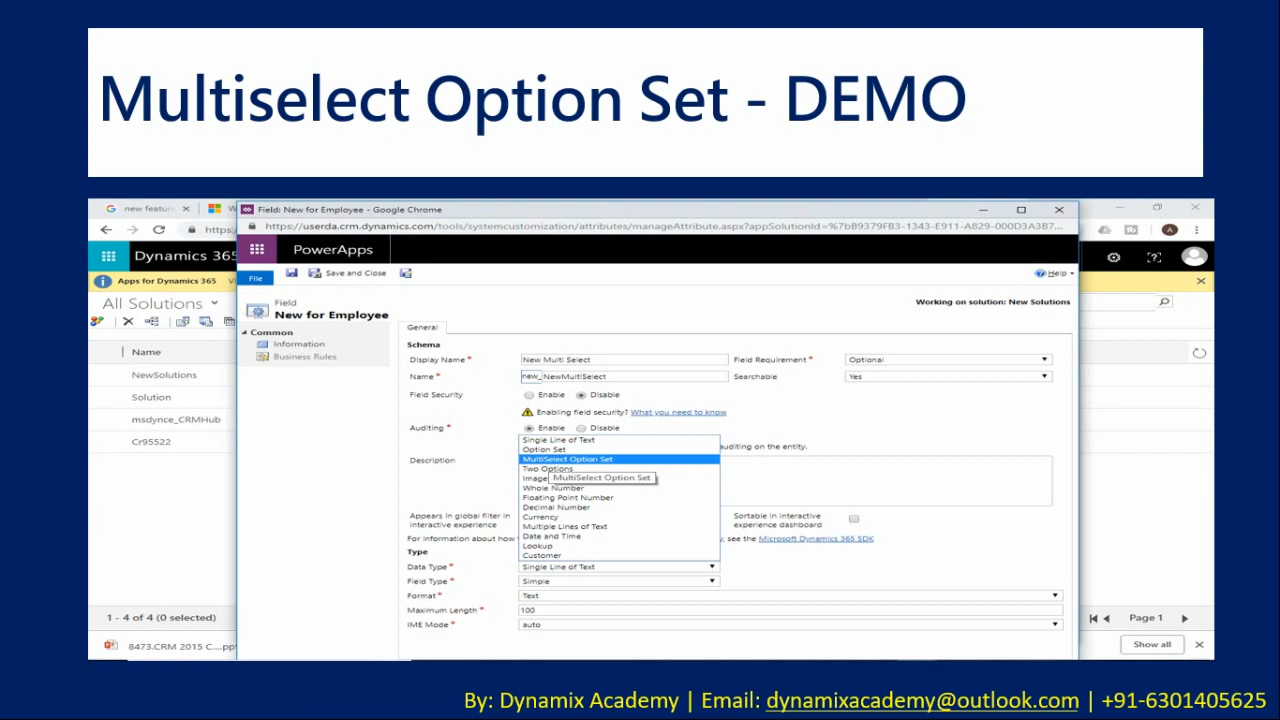 Multiselect Option Set - DEMO
new featur
Field: New for Employee - Google Chrome
https:
https://userda.crm.dynamics.com/tools/systemcustomization/attributes/manageAttribute.aspx?appSolutionId=%7bB9379FB3-1343-E911-A829-000D3A3B7...
A
Dynamics 365
PowerApps
File
Save and Close
Help
Apps for Dynamics 365
All Solutions
Field
New for Employee
Working on solution: New Solutions
Common
Information
Business Rules
Name
NewSolutions
Solution
msdynce_CRMHub
Cr95522
General
Schema
Display Name *
New Multi Select
Field Requirement *
Optional
Name *
new_
NewMultiSelect
Searchable
Yes
Field Security
Enable
Disable
Enabling field security? What you need to know
Auditing *
Enable
Disable
auditing on the entity.
Description
Single Line of Text
Option Set
MultiSelect Option Set
Two Options
Image
MultiSelect Option Set
Whole Number
Floating Point Number
Decimal Number
Currency
Multiple Lines of Text
Date and Time
Lookup
Customer
Appears in global filter in
interactive experience
Sortable in interactive
experience dashboard
For information about how
, see the Microsoft Dynamics 365 SDK
Type
Data Type *
Single Line of Text
Field Type *
Simple
Format *
Text
Maximum Length *
100
IME Mode *
auto
1 - 4 of 4 (0 selected)
Page 1
8473.CRM 2015 C....pp
Show all
By: Dynamix Academy | Email: dynamixacademy@outlook.com | +91-6301405625